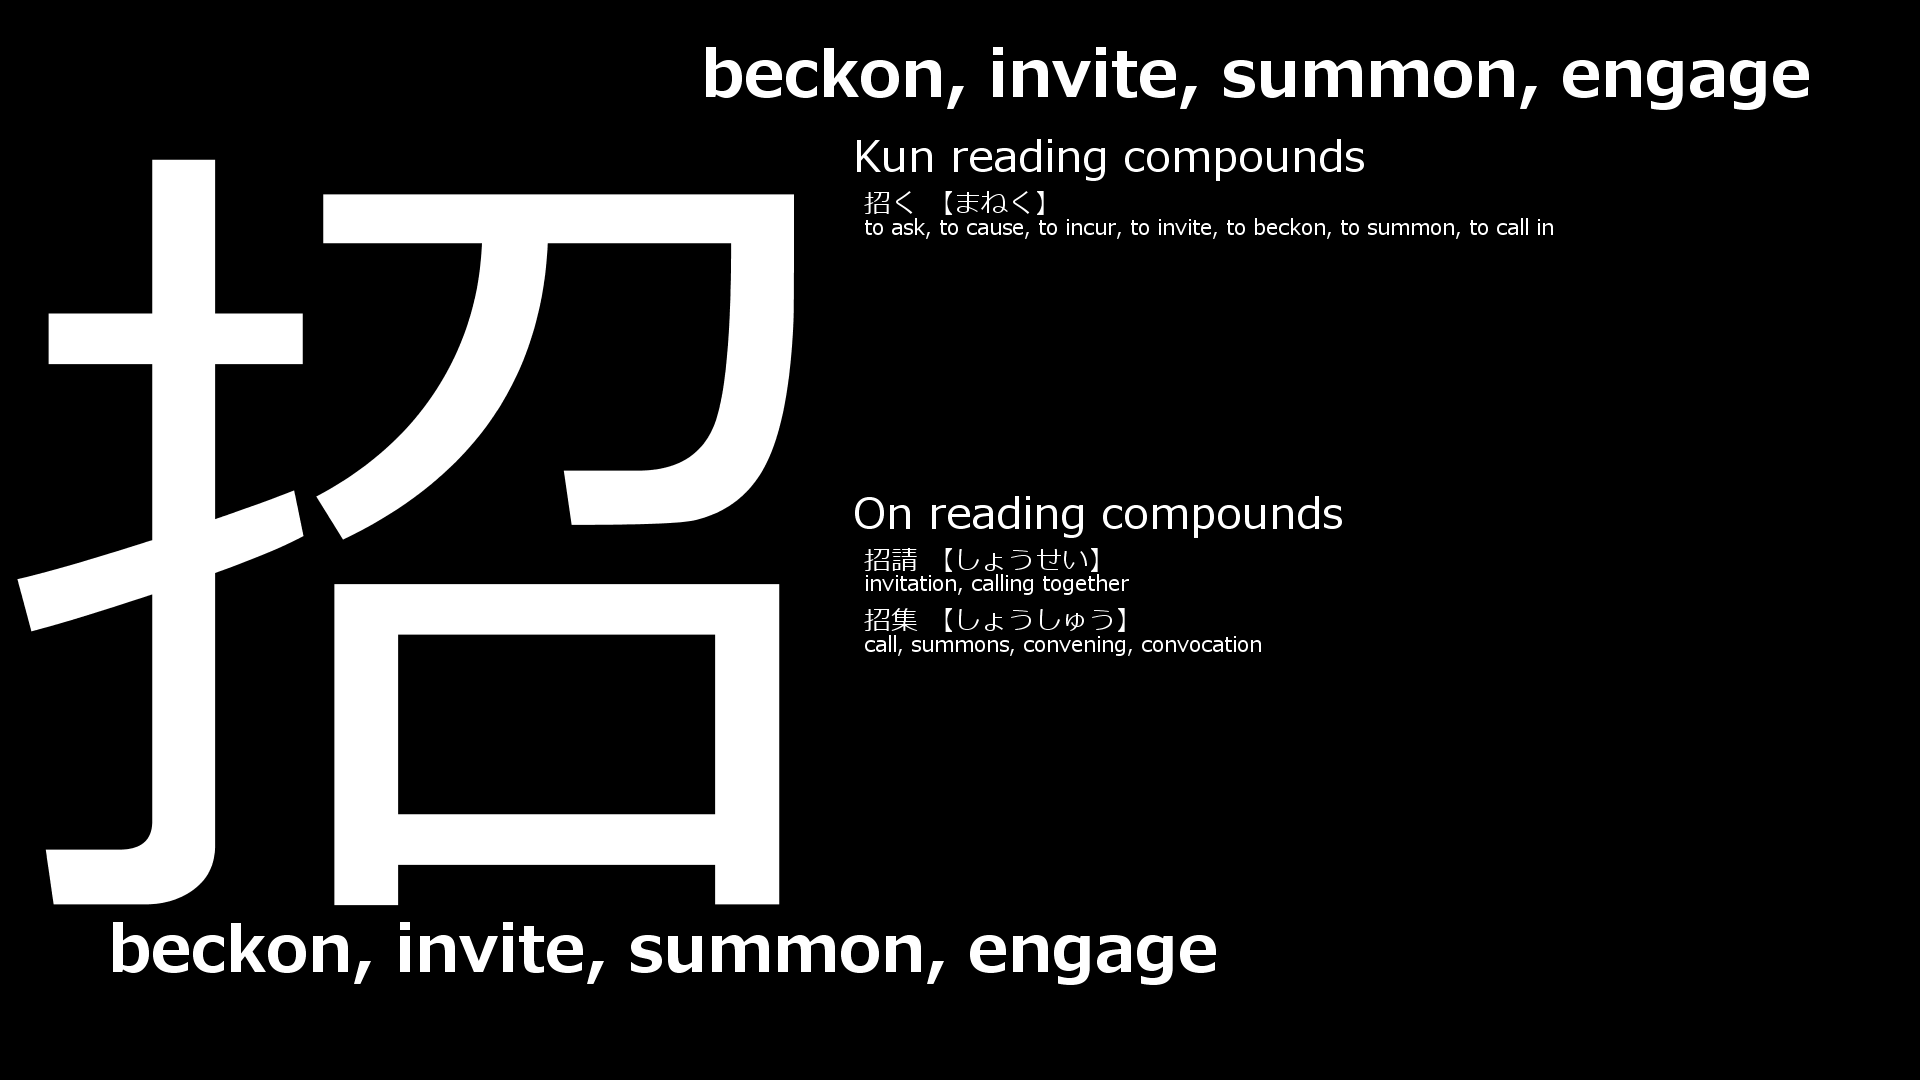 beckon, invite, summon, engage
招
Kun reading compounds
招く 【まねく】
to ask, to cause, to incur, to invite, to beckon, to summon, to call in
On reading compounds
招請 【しょうせい】
invitation, calling together
招集 【しょうしゅう】
call, summons, convening, convocation
beckon, invite, summon, engage